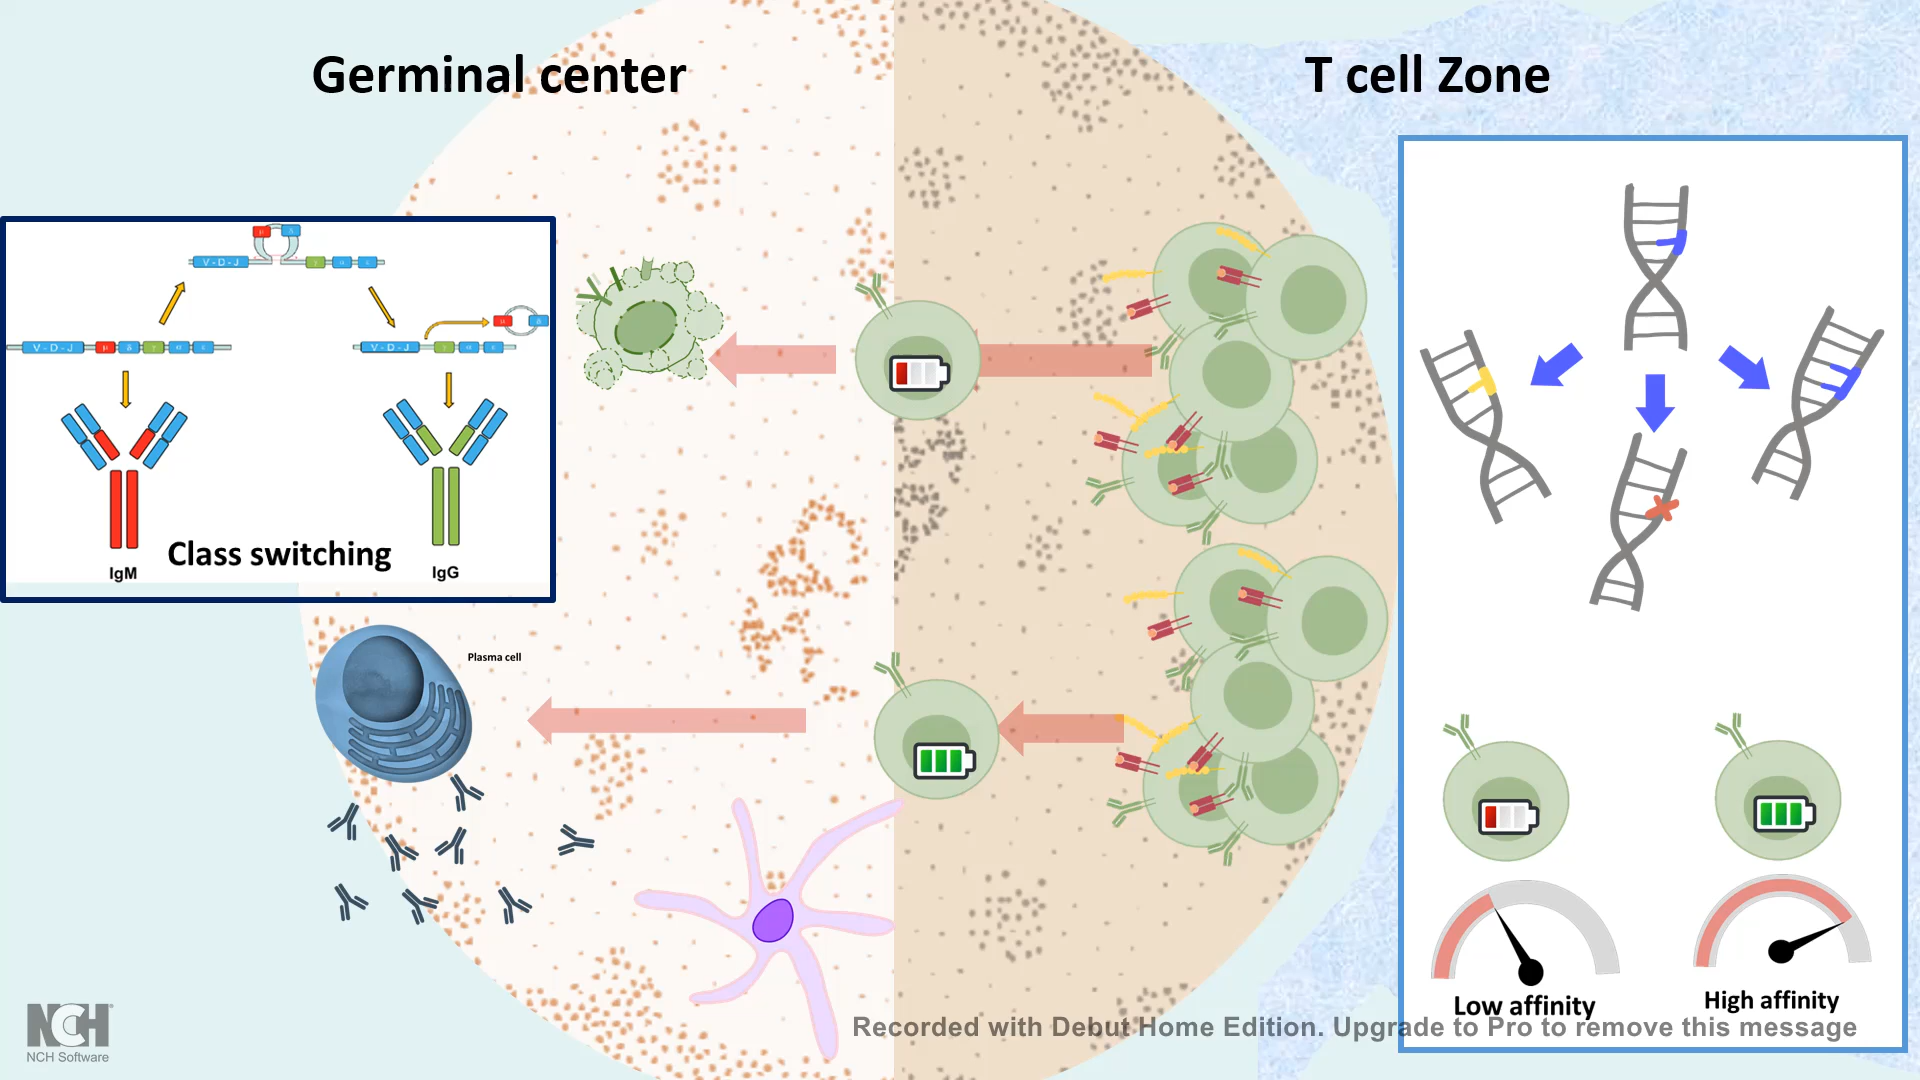 Germinal center
T cell Zone
V - D - J
V - D - J
V - D - J
IgM
Class switching
IgG
Plasma cell
Low affinity
High affinity
Recorded with Debut Home Edition. Upgrade to Pro to remove this message
NCH
NCH Software